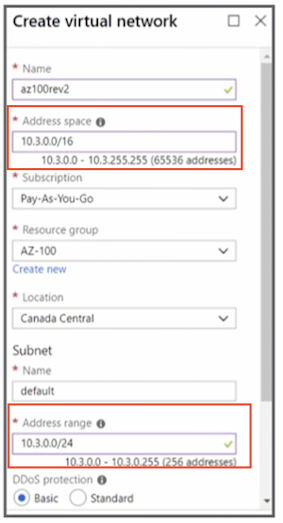 Create virtual network
* Name
az100rev2
* Address space
10.3.0.0/16
10.3.0.0 - 10.3.255.255 (65536 addresses)
* Subscription
Pay-As-You-Go
* Resource group
AZ-100
Create new
* Location
Canada Central
Subnet
* Name
default
* Address range
10.3.0.0/24
10.3.0.0 - 10.3.0.255 (256 addresses)
DDoS protection
Basic Standard